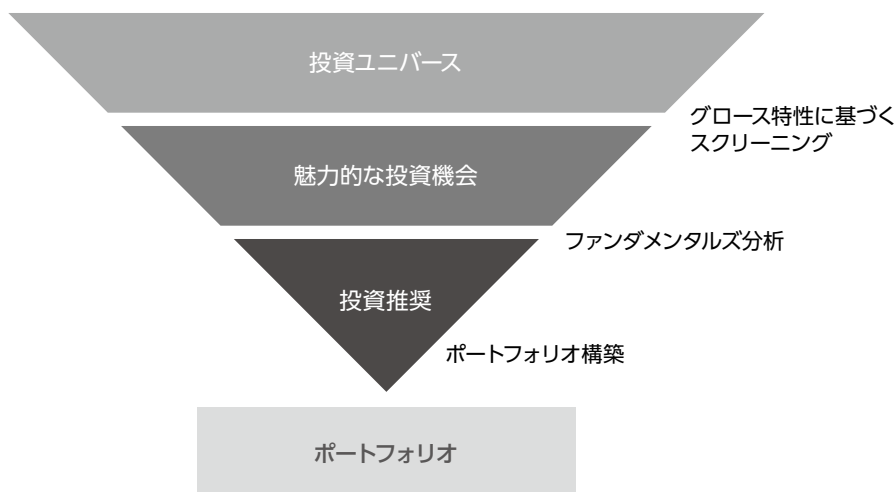 投資ユニバース
グロース特性に基づく
スクリーニング
魅力的な投資機会
ファンダメンタルズ分析
投資推奨
ポートフォリオ構築
ポートフォリオ